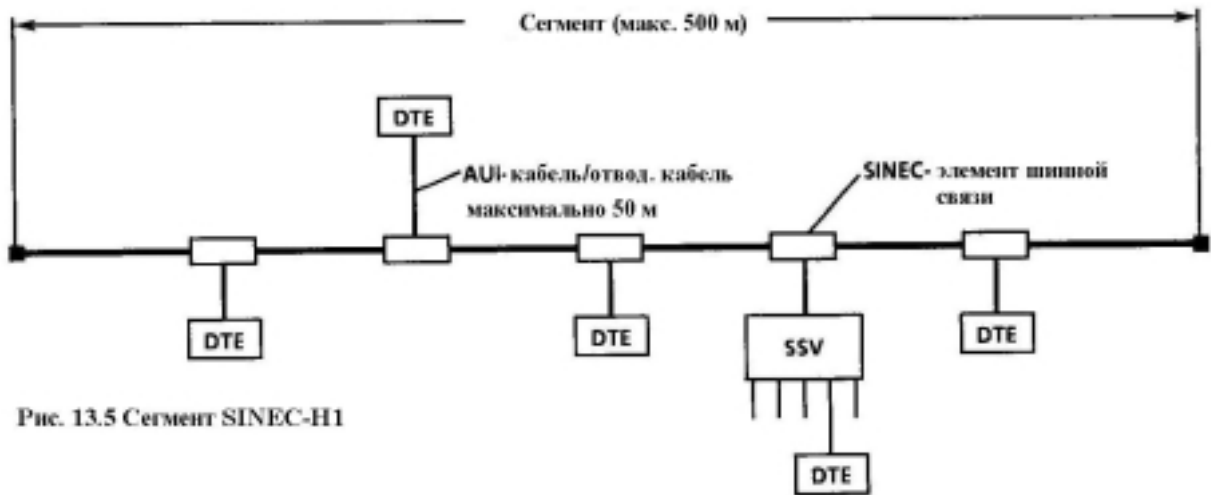 Сегмент (макс. 500 м)
DTE
AUi-кабель/отвод. кабель
максимально 50 м
SINEC- элемент шинной
связи
DTE
DTE
SSV
DTE
DTE
Рис. 13.5 Сегмент SINEC-H1